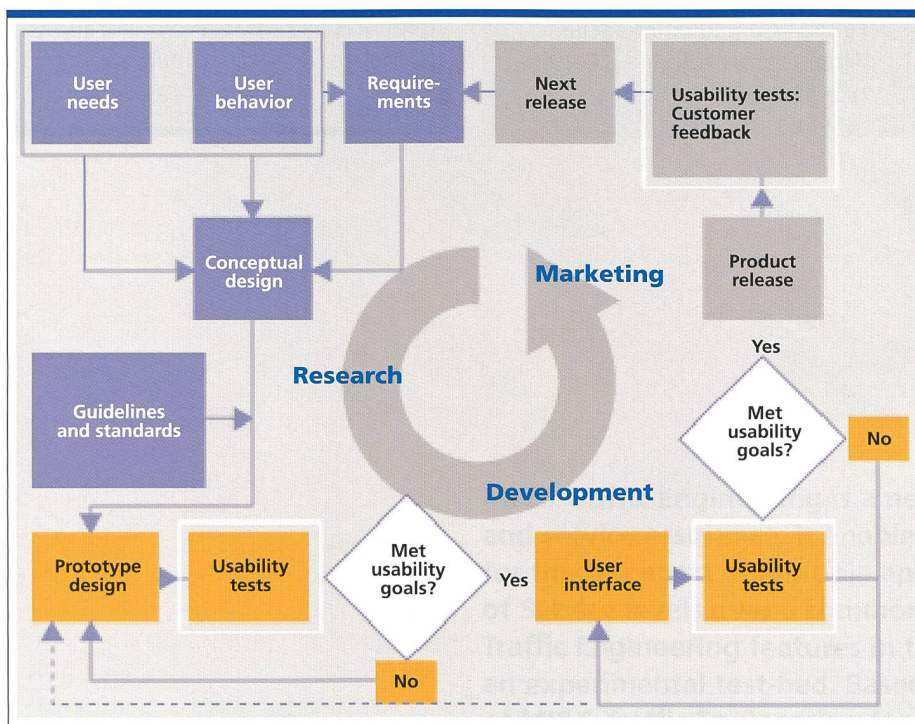 User
needs
User
behavior
Require-
ments
Next
release
Usability tests:
Customer
feedback
Conceptual
design
Marketing
Product
release
Research
Guidelines
and standards
Yes
Met
usability
goals?
No
Development
Prototype
design
Usability
tests
Met
usability
goals?
Yes
User
interface
Usability
tests
No